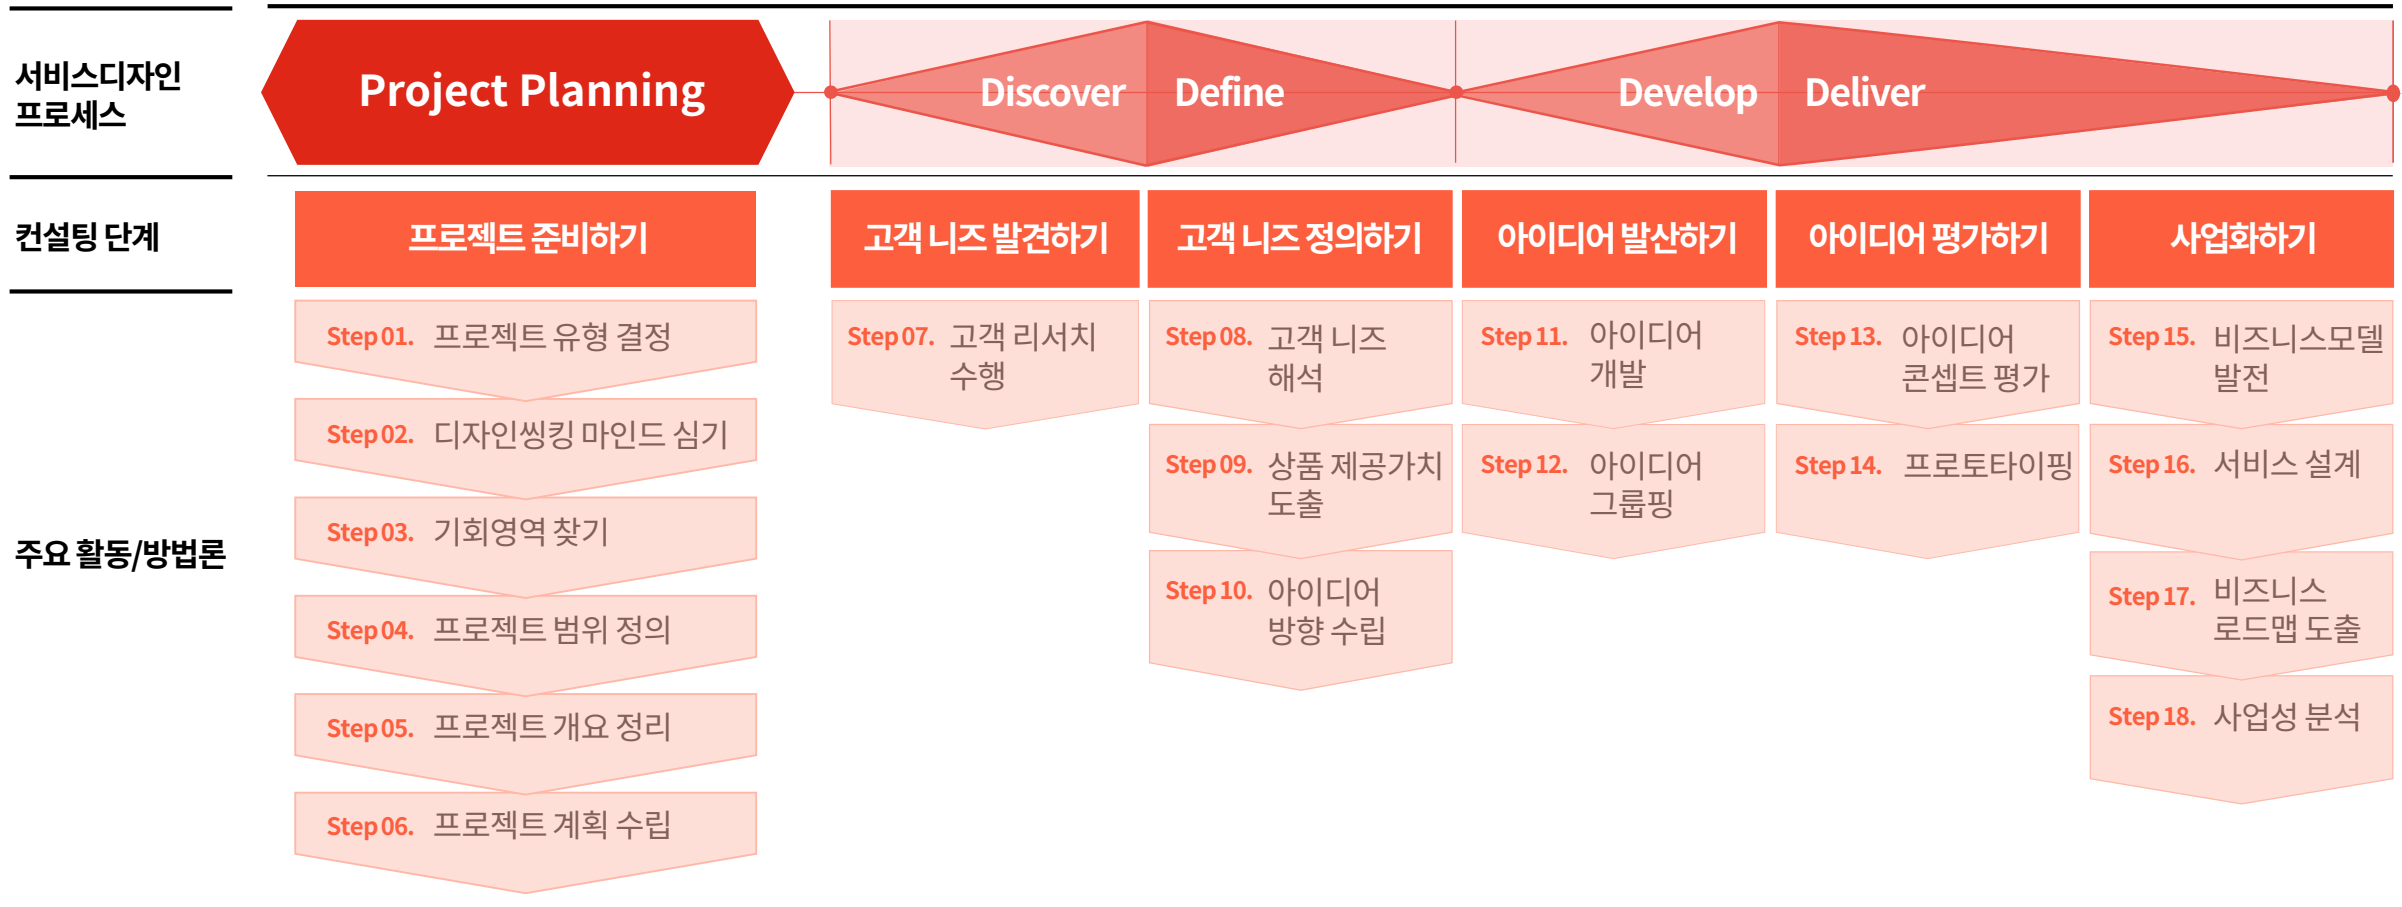 서비스디자인
프로세스
Project Planning
Discover
Define
Develop
Deliver
컨설팅 단계
프로젝트 준비하기
고객 니즈 발견하기
고객 니즈 정의하기
아이디어 발산하기
아이디어 평가하기
사업화하기
주요 활동/방법론
Step 01. 프로젝트 유형 결정
Step 02. 디자인씽킹 마인드 심기
Step 03. 기회영역 찾기
Step 04. 프로젝트 범위 정의
Step 05. 프로젝트 개요 정리
Step 06. 프로젝트 계획 수립
Step 07. 고객 리서치
수행
Step 08. 고객 니즈
해석
Step 09. 상품 제공가치
도출
Step 10. 아이디어
방향 수립
Step 11. 아이디어
개발
Step 12. 아이디어
그룹핑
Step 13. 아이디어
콘셉트 평가
Step 14. 프로토타이핑
Step 15. 비즈니스모델
발전
Step 16. 서비스 설계
Step 17. 비즈니스
로드맵 도출
Step 18. 사업성 분석